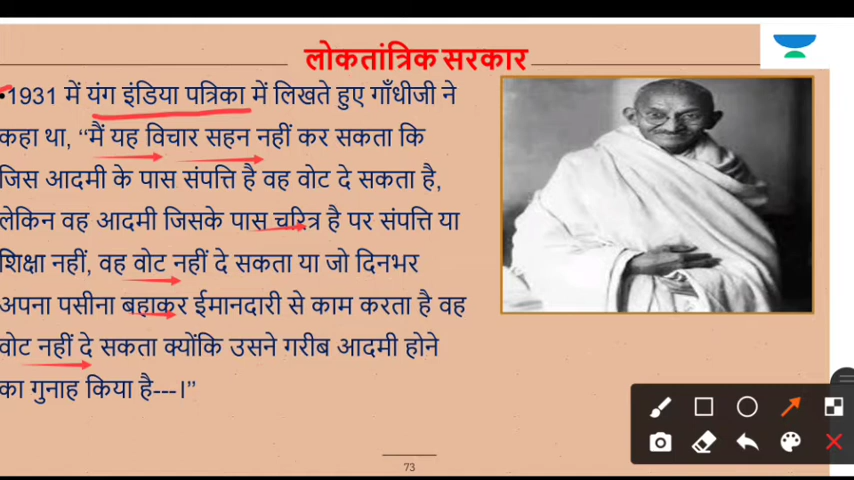 लोकतांत्रिक सरकार
•1931 में यंग इंडिया पत्रिका में लिखते हुए गाँधीजी ने
कहा था, “मैं यह विचार सहन नहीं कर सकता कि
जिस आदमी के पास संपत्ति है वह वोट दे सकता है,
लेकिन वह आदमी जिसके पास चरित्र है पर संपत्ति या
शिक्षा नहीं, वह वोट नहीं दे सकता या जो दिनभर
अपना पसीना बहाकर ईमानदारी से काम करता है वह
वोट नहीं दे सकता क्योंकि उसने गरीब आदमी होने
का गुनाह किया है---।”
73